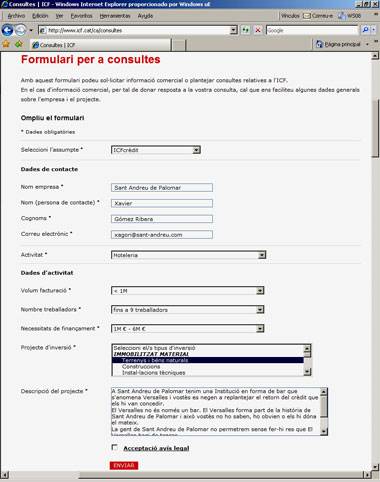 Consultes | ICF - Windows Internet Explorer proporcionado por Windows ui
http://www.icf.cat/ca/consultes
Google
Vínculos
Correu-e
WS08
Consultes | ICF
Página principal
Formulari per a consultes
Amb aquest formulari podeu sol·licitar informació comercial o plantejar consultes relatives a l'ICF.
En el cas d'informació comercial, per tal de donar resposta a la vostra consulta, cal que ens faciliteu algunes dades generals
sobre l'empresa i el projecte.
Ompliu el formulari
* Dades obligatòries
Seleccioni l'assumpte * ICFcrèdit
Dades de contacte
Nom empresa * Sant Andreu de Palomar
Nom (persona de contacte) * Xavier
Cognoms * Gómez Ribera
Correu electrònic * xagori@sant-andreu.com
Activitat * Hoteleria
Dades d'activitat
Volum facturació * < 1M
Nombre treballadors * fins a 9 treballadors
Necessitats de finançament * 1M € - 6M €
Projecte d'inversió * Seleccioni el/s tipus d'inversió
IMMOBILITZAT MATERIAL
Terrenys i béns naturals
Construccions
Instal·lacions tècniques
Descripció del projecte * A Sant Andreu de Palomar tenim una Institució en forma de bar que
s'anomena Versalles i vostès es negen a replantejar el retorn del crèdit que
els hi van concedir.
El Versalles no és només un bar. El Versalles forma part de la història de
Sant Andreu de Palomar i això vostès no ho saben, ho obvien o els hi dóna
el mateix.
La gent de Sant Andreu de Palomar no permetrem sense fer-hi res que El
Acceptació avís legal
ENVIAR